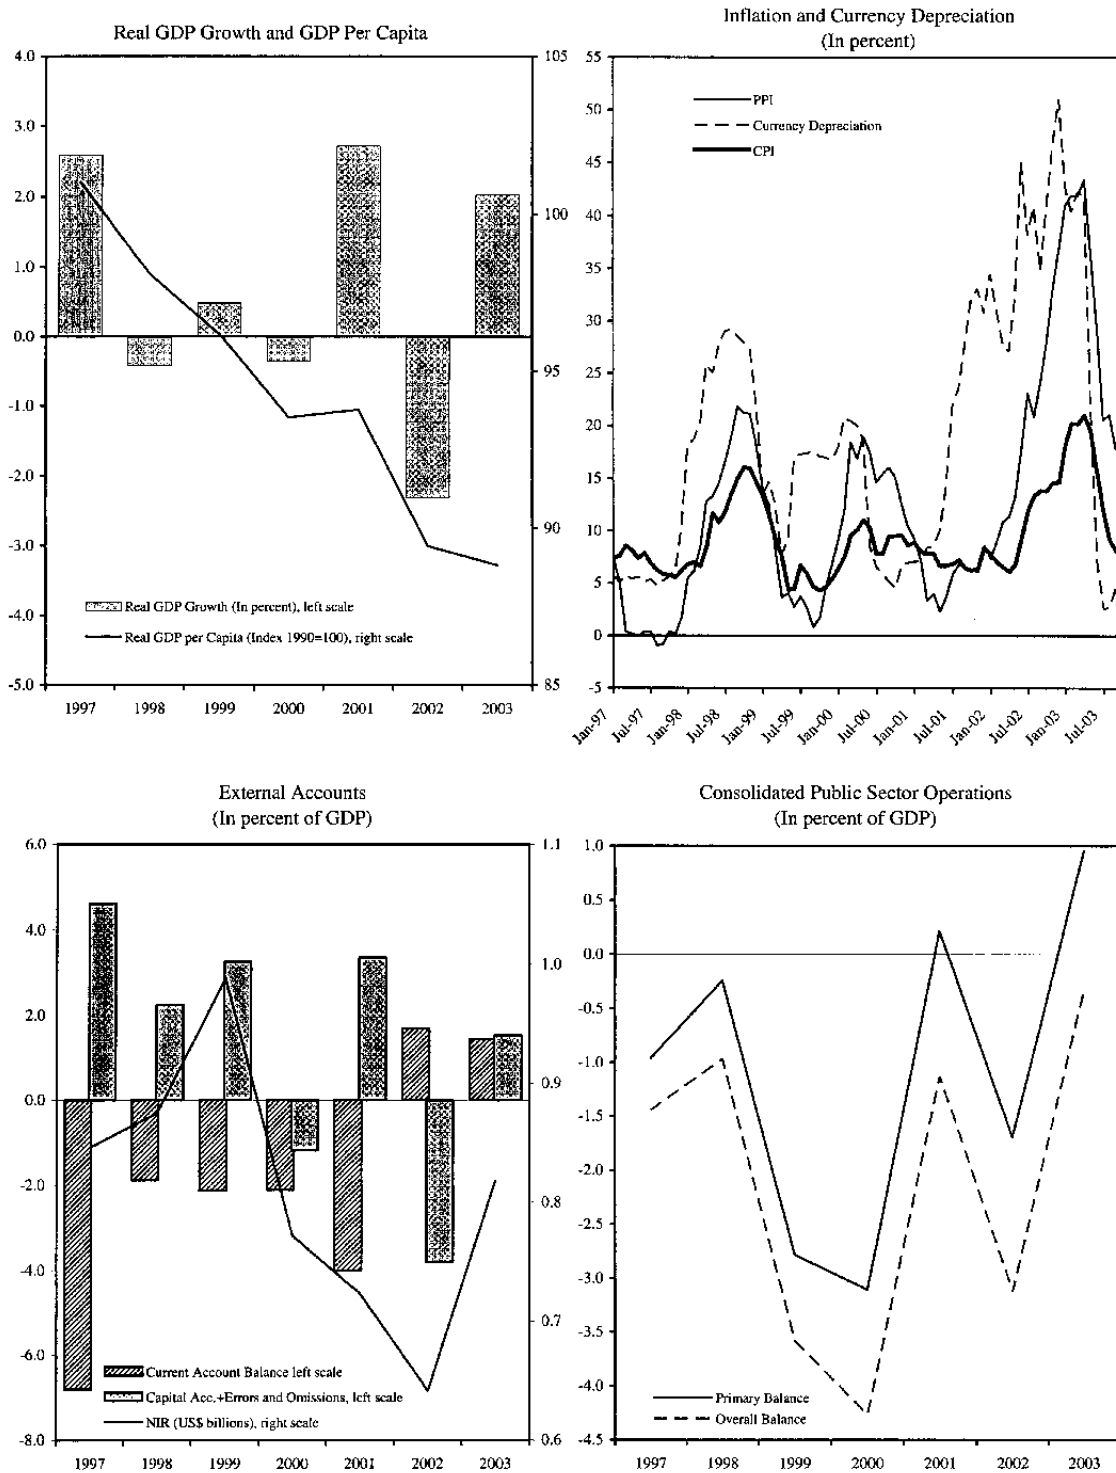 Real GDP Growth and GDP Per Capita
4.0
3.0
2.0
1.0
0.0
-1.0
-2.0
-3.0
-4.0
-5.0
105
100
95
90
85
Real GDP Growth (In percent), left scale
Real GDP per Capita (Index 1990=100), right scale
1997 1998 1999 2000 2001 2002 2003
Inflation and Currency Depreciation
(In percent)
55
50
45
40
35
30
25
20
15
10
5
0
-5
PPI
Currency Depreciation
CPI
Jan-97 Jul-97 Jan-98 Jul-98 Jan-99 Jul-99 Jan-00 Jul-00 Jan-01 Jul-01 Jan-02 Jul-02 Jan-03 Jul-03
External Accounts
(In percent of GDP)
6.0
4.0
2.0
0.0
-2.0
-4.0
-6.0
-8.0
1.1
1.0
0.9
0.8
0.7
0.6
Current Account Balance left scale
Capital Acc.+Errors and Omissions, left scale
NIR (US$ billions), right scale
1997 1998 1999 2000 2001 2002 2003
Consolidated Public Sector Operations
(In percent of GDP)
1.0
0.5
0.0
-0.5
-1.0
-1.5
-2.0
-2.5
-3.0
-3.5
-4.0
-4.5
Primary Balance
Overall Balance
1997 1998 1999 2000 2001 2002 2003